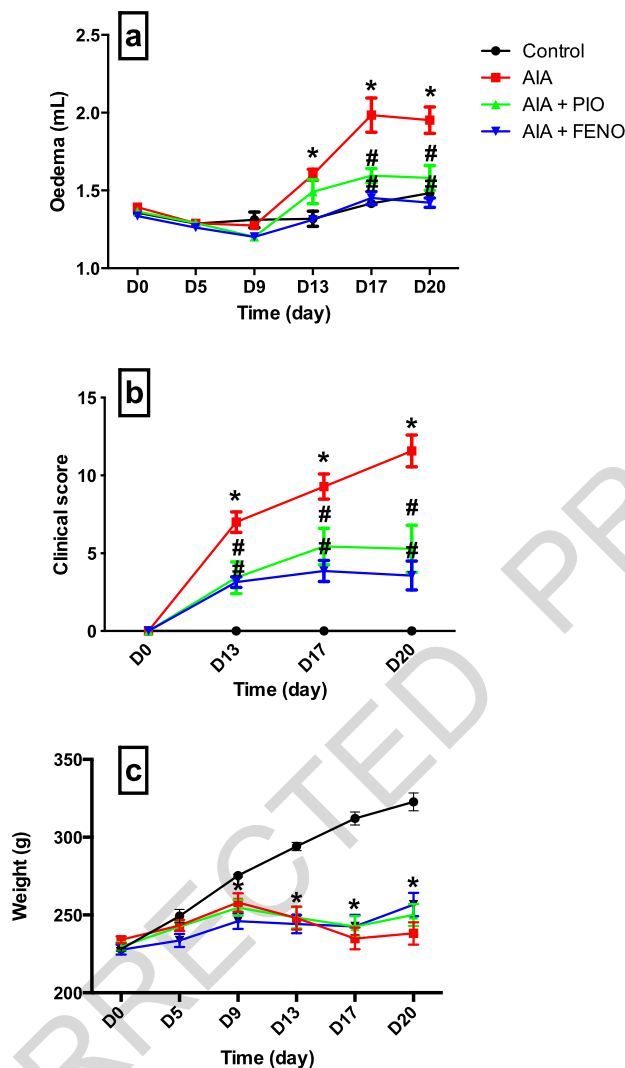 a
2.5
2.0
1.5
1.0
Oedema (mL)
D0 D5 D9 D13 D17 D20
Time (day)
Control
AIA
AIA + PIO
AIA + FENO
* * *
# #
# #
b
15
10
5
0
Clinical score
D0 D13 D17 D20
Time (day)
* * *
# # #
# # #
c
350
300
250
200
Weight (g)
D0 D5 D9 D13 D17 D20
Time (day)
* * * *
RRECTED PR